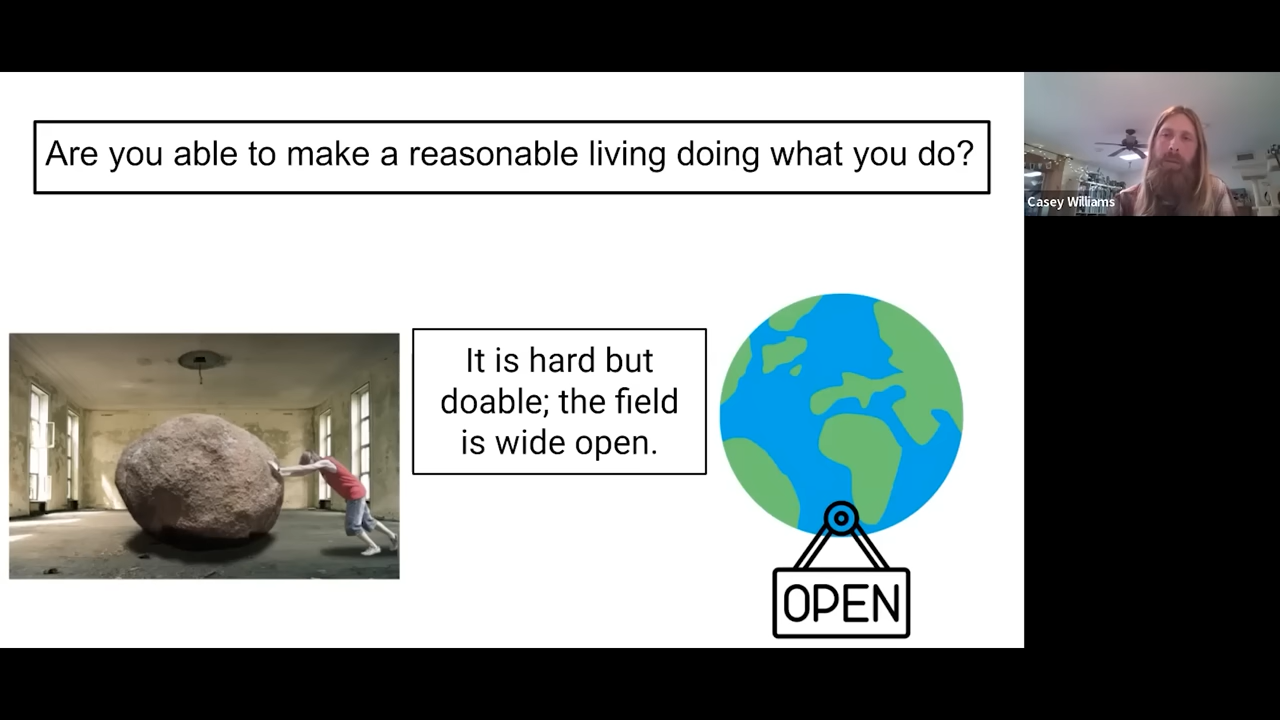 Are you able to make a reasonable living doing what you do?
Casey Williams
It is hard but
doable; the field
is wide open.
OPEN